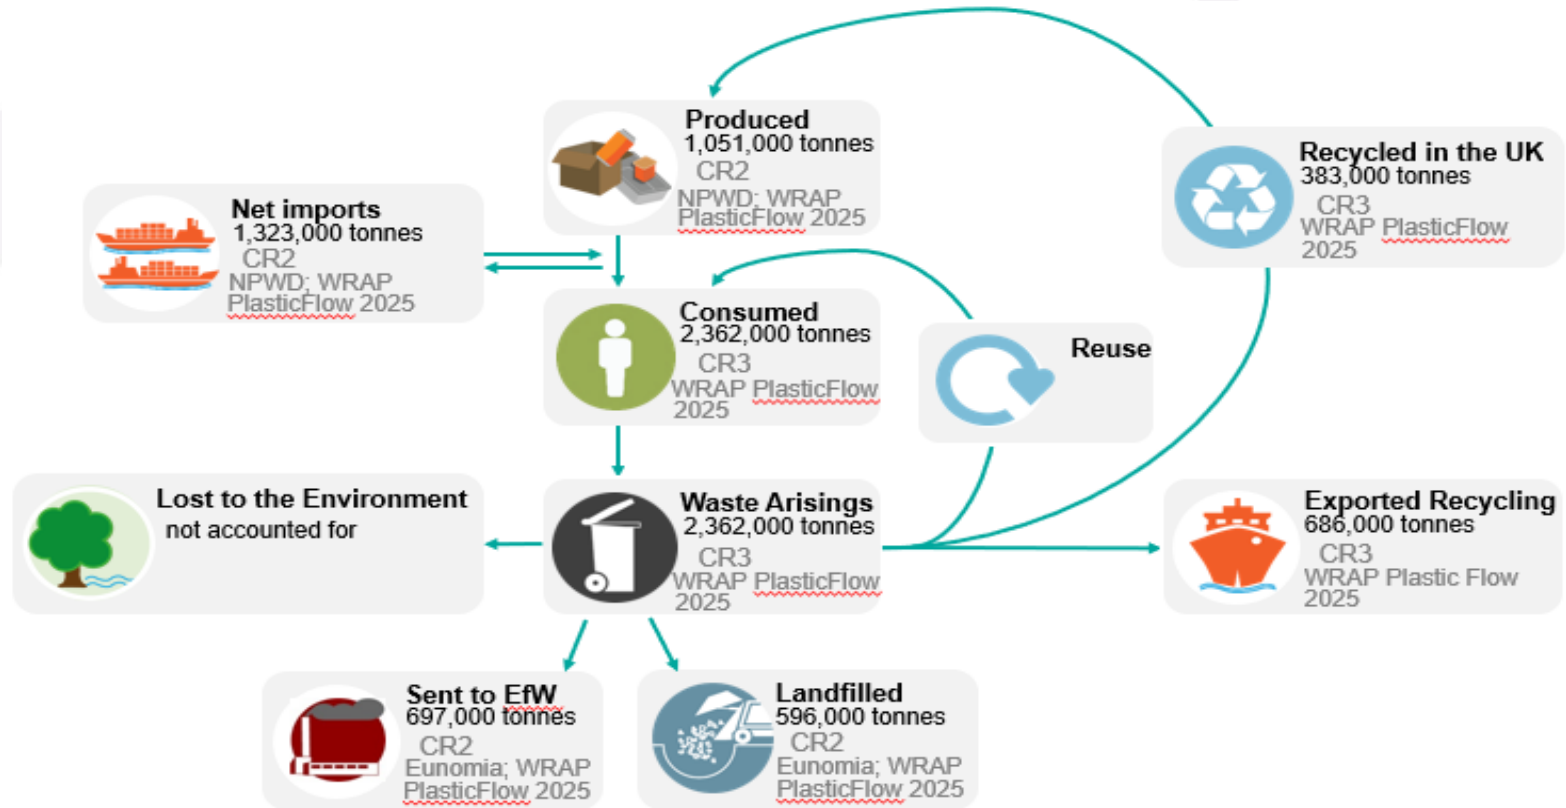 Produced
1,051,000 tonnes
CR2
NPWD; WRAP
PlasticFlow 2025
Recycled in the UK
383,000 tonnes
CR3
WRAP PlasticFlow
2025
Net imports
1,323,000 tonnes
CR2
NPWD; WRAP
PlasticFlow 2025
Consumed
2,362,000 tonnes
CR3
WRAP PlasticFlow
2025
Reuse
Lost to the Environment
not accounted for
Waste Arisings
2,362,000 tonnes
CR3
WRAP PlasticFlow
2025
Exported Recycling
686,000 tonnes
CR3
WRAP Plastic Flow
2025
Sent to EfW
697,000 tonnes
CR2
Eunomia; WRAP
PlasticFlow 2025
Landfilled
596,000 tonnes
CR2
Eunomia; WRAP
PlasticFlow 2025